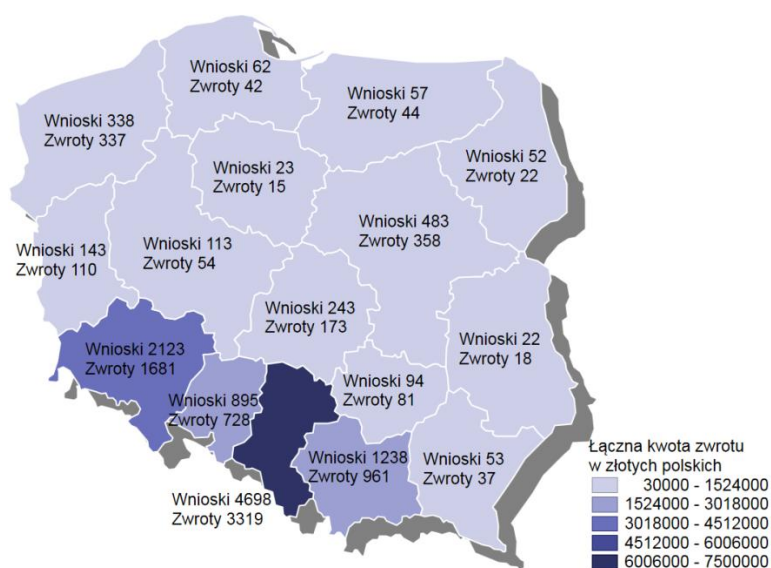 Wnioski 62
Zwroty 42
Wnioski 57
Zwroty 44
Wnioski 338
Zwroty 337
Wnioski 52
Zwroty 22
Wnioski 23
Zwroty 15
Wnioski 483
Zwroty 358
Wnioski 143
Zwroty 110
Wnioski 113
Zwroty 54
Wnioski 243
Zwroty 173
Wnioski 22
Zwroty 18
Wnioski 2123
Zwroty 1681
Wnioski 94
Zwroty 81
Wnioski 895
Zwroty 728
Wnioski 1238
Zwroty 961
Wnioski 53
Zwroty 37
Wnioski 4698
Zwroty 3319
Łączna kwota zwrotu
w złotych polskich
30000 - 1524000
1524000 - 3018000
3018000 - 4512000
4512000 - 6006000
6006000 - 7500000